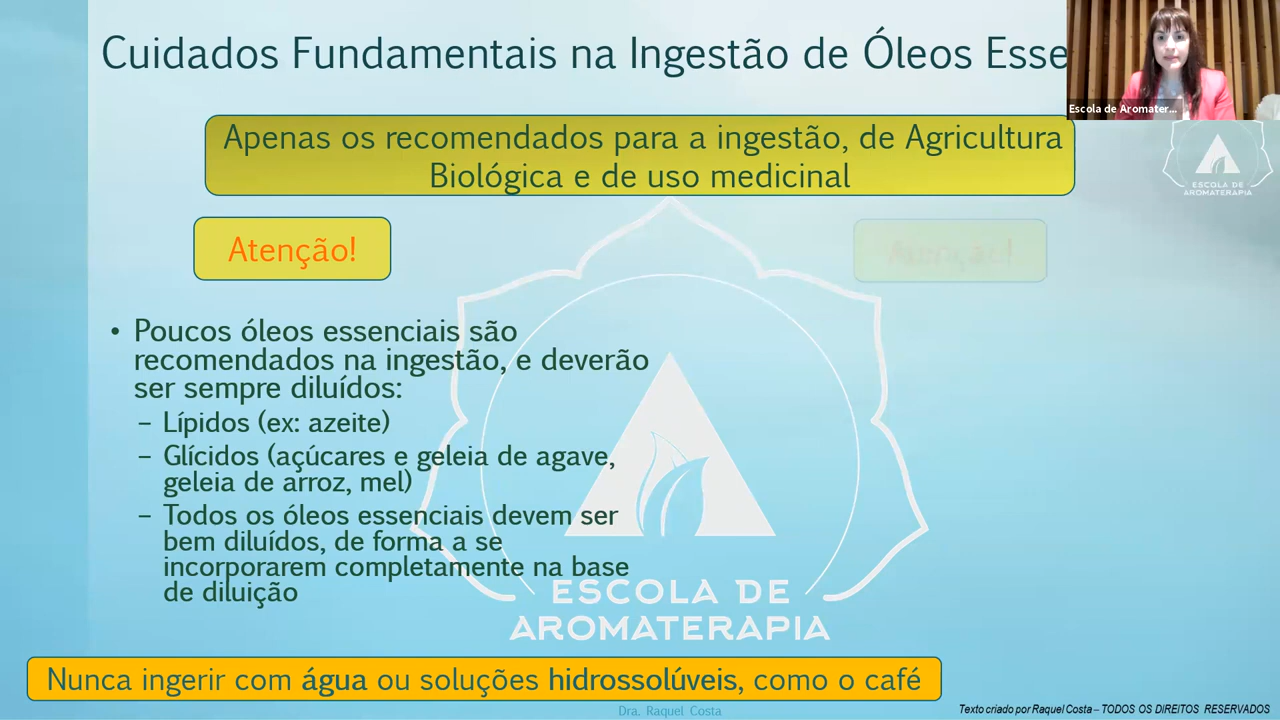 Cuidados Fundamentais na Ingestão de Óleos Esse
Escola de Aromater...
Apenas os recomendados para a ingestão, de Agricultura
Biológica e de uso medicinal
ESCOLA DE
AROMATERAPIA
Atenção!
Atenção!
• Poucos óleos essenciais são
recomendados na ingestão, e deverão
ser sempre diluídos:
– Lípidos (ex: azeite)
– Glícidos (açúcares e geleia de agave,
geleia de arroz, mel)
– Todos os óleos essenciais devem ser
bem diluídos, de forma a se
incorporarem completamente na base
de diluição
ESCOLA DE
AROMATERAPIA
Nunca ingerir com água ou soluções hidrossolúveis, como o café
Dra. Raquel Costa
Texto criado por Raquel Costa – TODOS OS DIREITOS RESERVADOS